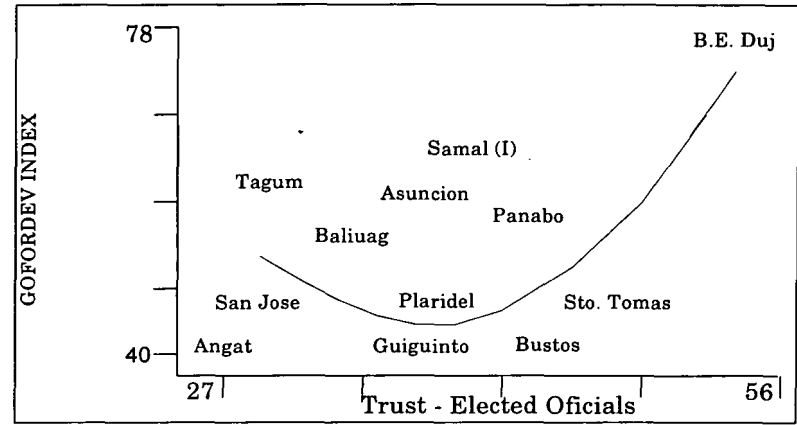 78
B.E. Duj
Samal (I)
Tagum
Asuncion
Panabo
Baliuag
GOFORDEV INDEX
San Jose
Plaridel
Sto. Tomas
Angat
Guiguinto
Bustos
40
27
56
Trust - Elected Oficials